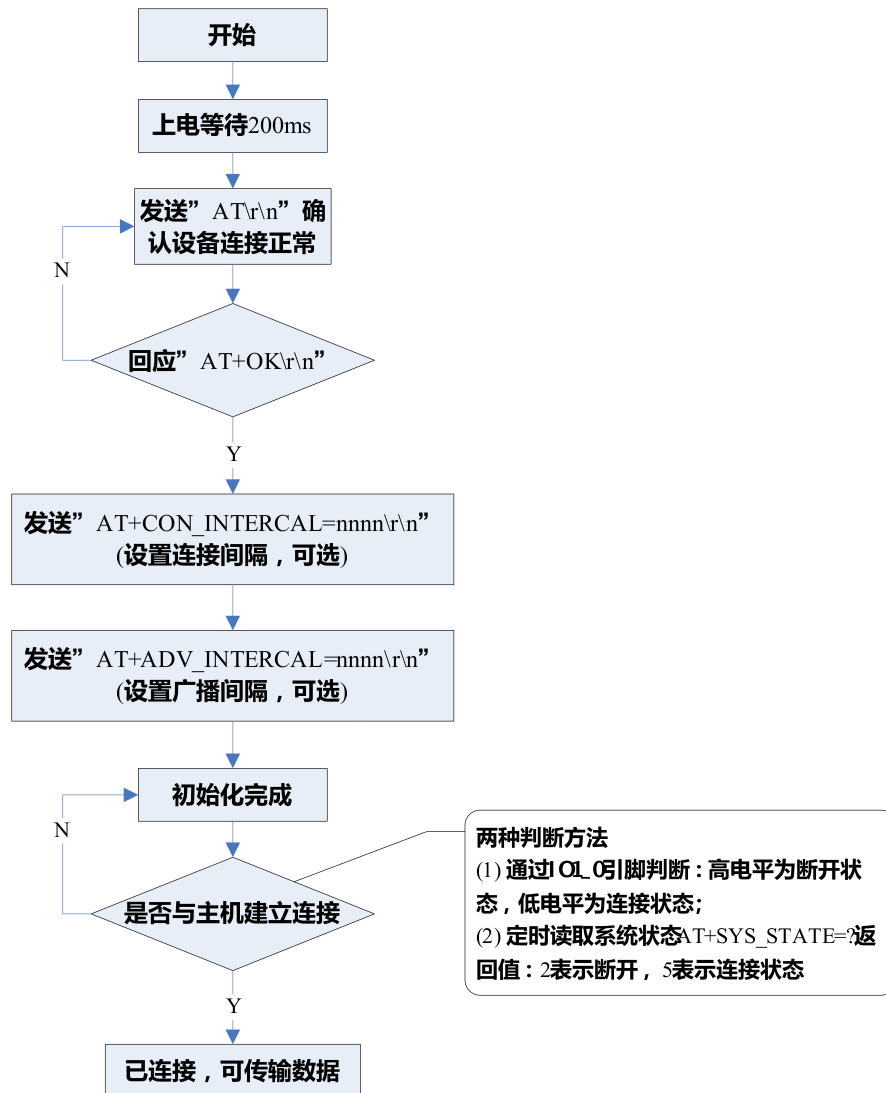 开始
上电等待200ms
发送”AT\r\n”确
认设备连接正常
N
回应”AT+OK\r\n”
Y
发送”AT+CON_INTERCAL=nnnn\r\n”
(设置连接间隔，可选)
发送”AT+ADV_INTERCAL=nnnn\r\n”
(设置广播间隔，可选)
初始化完成
N
是否与主机建立连接
两种判断方法
(1) 通过IO1_0引脚判断：高电平为断开状
态，低电平为连接状态；
(2) 定时读取系统状态AT+SYS_STATE=?返
回值：2表示断开，5表示连接状态
Y
已连接，可传输数据